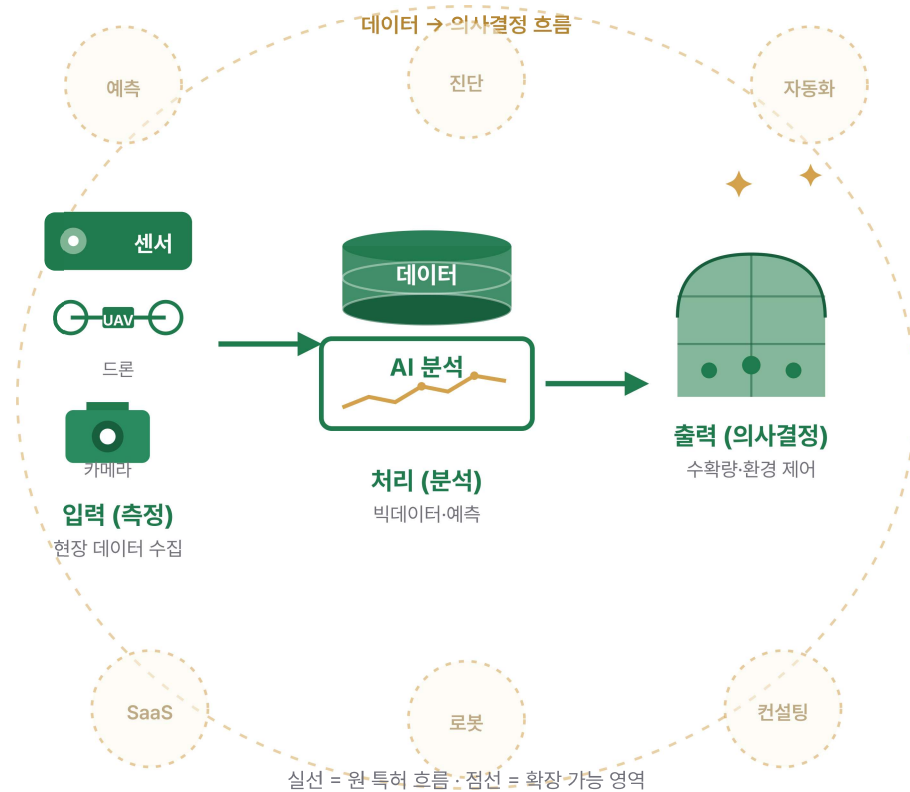 데이터 → 의사결정 흐름
예측
진단
자동화
센서
UAV
드론
카메라
입력 (측정)
현장 데이터 수집
데이터
AI 분석
처리 (분석)
빅데이터·예측
출력 (의사결정)
수확량·환경 제어
SaaS
로봇
컨설팅
실선 = 원 특허 흐름 · 점선 = 확장 가능 영역